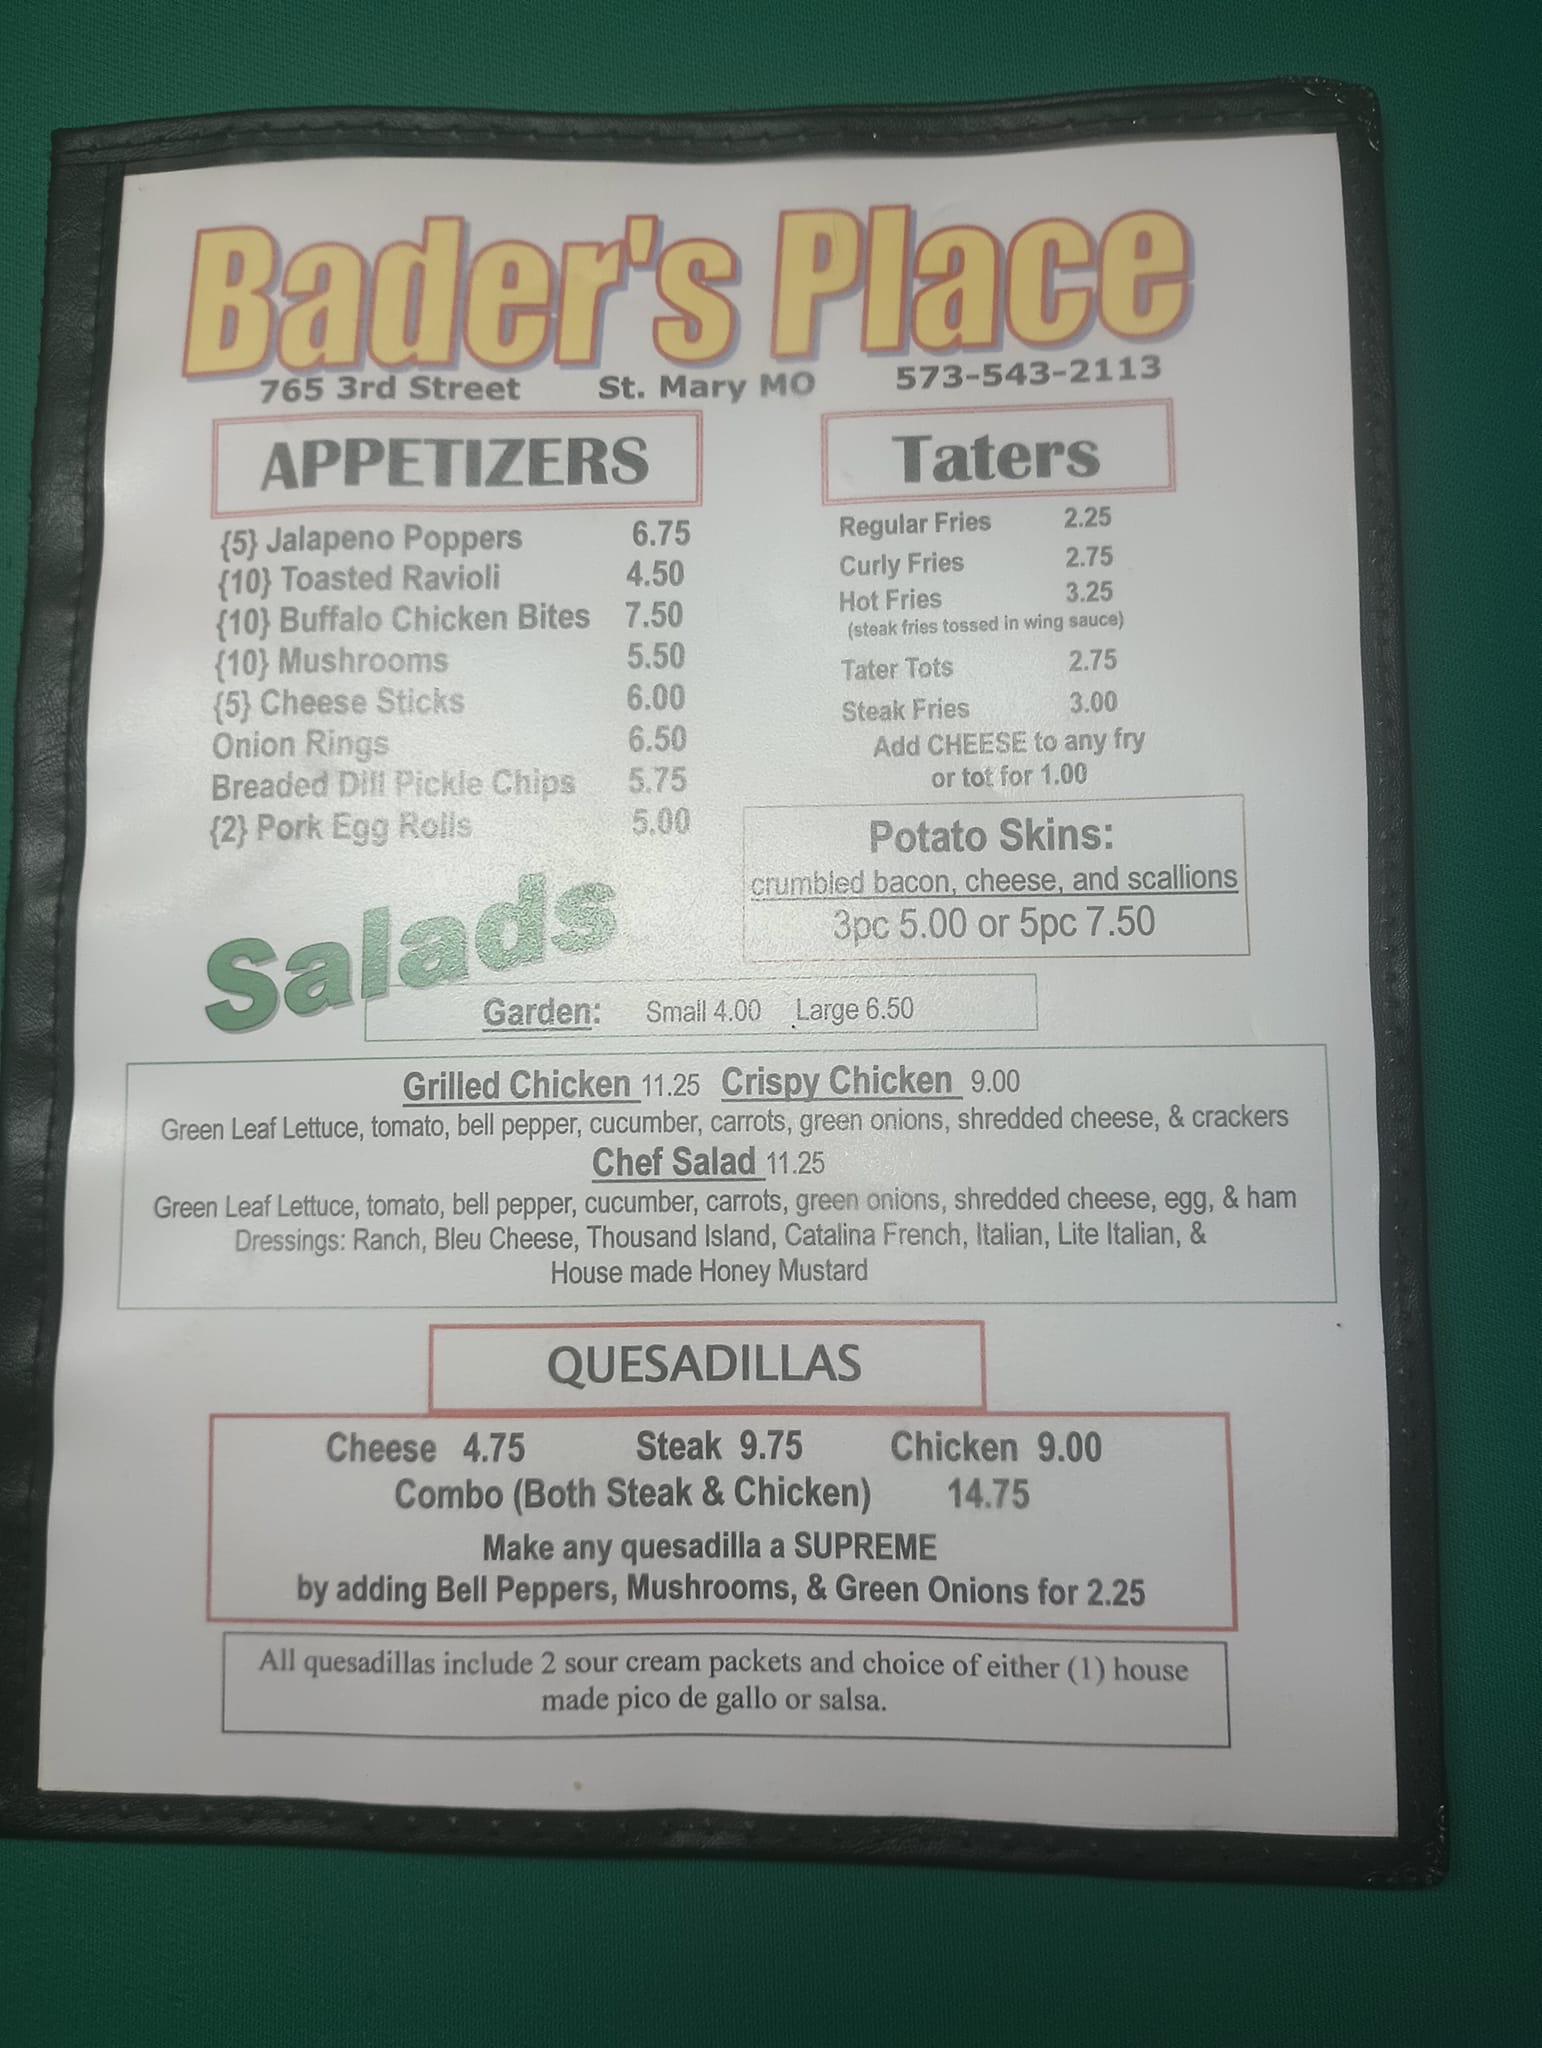 Bader's Place
765 3rd Street St. Mary MO 573-543-2113
APPETIZERS
{5} Jalapeno Poppers 6.75
{10} Toasted Ravioli 4.50
{10} Buffalo Chicken Bites 7.50
{10} Mushrooms 5.50
{5} Cheese Sticks 6.00
Onion Rings 6.50
Breaded Dill Pickle Chips 5.75
{2} Pork Egg Rolls 5.00
Taters
Regular Fries 2.25
Curly Fries 2.75
Hot Fries 3.25
(steak fries tossed in wing sauce)
Tater Tots 2.75
Steak Fries 3.00
Add CHEESE to any fry
or tot for 1.00
Potato Skins:
crumbled bacon, cheese, and scallions
3pc 5.00 or 5pc 7.50
Salads
Garden: Small 4.00 Large 6.50
Grilled Chicken 11.25 Crispy Chicken 9.00
Green Leaf Lettuce, tomato, bell pepper, cucumber, carrots, green onions, shredded cheese, & crackers
Chef Salad 11.25
Green Leaf Lettuce, tomato, bell pepper, cucumber, carrots, green onions, shredded cheese, egg, & ham
Dressings: Ranch, Bleu Cheese, Thousand Island, Catalina French, Italian, Lite Italian, &
House made Honey Mustard
QUESADILLAS
Cheese 4.75 Steak 9.75 Chicken 9.00
Combo (Both Steak & Chicken) 14.75
Make any quesadilla a SUPREME
by adding Bell Peppers, Mushrooms, & Green Onions for 2.25
All quesadillas include 2 sour cream packets and choice of either (1) house
made pico de gallo or salsa.